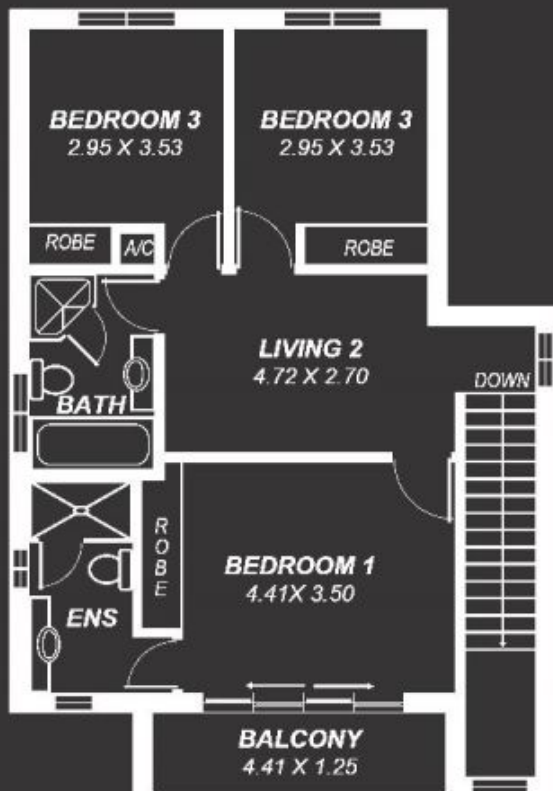 BEDROOM 3
2.95 X 3.53
BEDROOM 3
2.95 X 3.53
ROBE
A/C
ROBE
LIVING 2
4.72 X 2.70
DOWN
BATH
ROBE
BEDROOM 1
4.41X 3.50
ENS
BALCONY
4.41 X 1.25